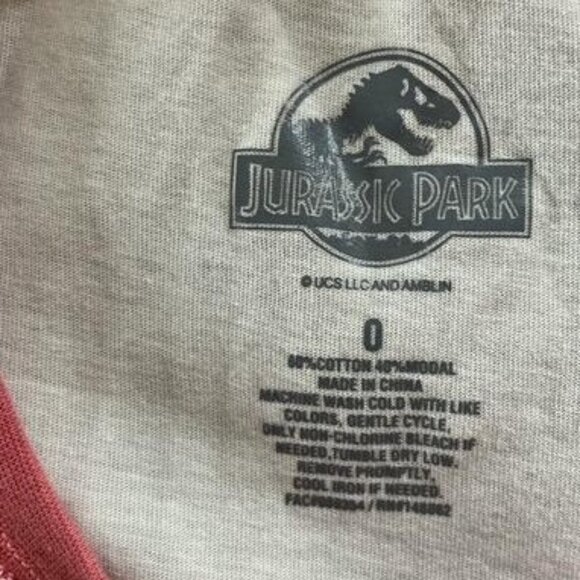 JURASSIC PARK
© UCS LLC AND AMBLIN
0
60%COTTON 40%MODAL
MADE IN CHINA
MACHINE WASH COLD WITH LIKE
COLORS, GENTLE CYCLE,
ONLY NON-CHLORINE BLEACH IF
NEEDED.TUMBLE DRY LOW.
REMOVE PROMPTLY.
COOL IRON IF NEEDED.